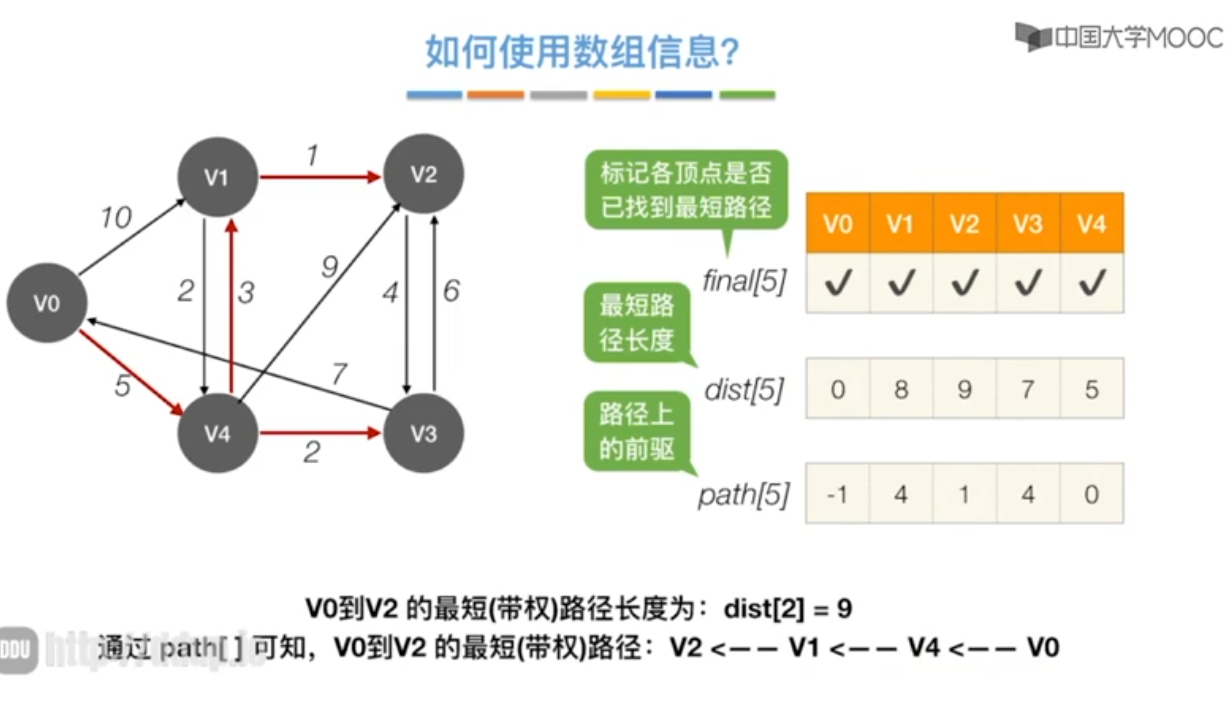 如何使用数组信息?
中国大学MOOC
V1
1
V2
10
2
3
9
4
6
V0
7
5
V4
2
V3
标记各顶点是否
已找到最短路径
V0 V1 V2 V3 V4
final[5] ✔ ✔ ✔ ✔ ✔
最短路
径长度
dist[5] 0 8 9 7 5
路径上
的前驱
path[5] -1 4 1 4 0
V0到V2 的最短(带权)路径长度为：dist[2] = 9
通过 path[ ] 可知，V0到V2 的最短(带权)路径：V2 <—— V1 <—— V4 <—— V0
DDU